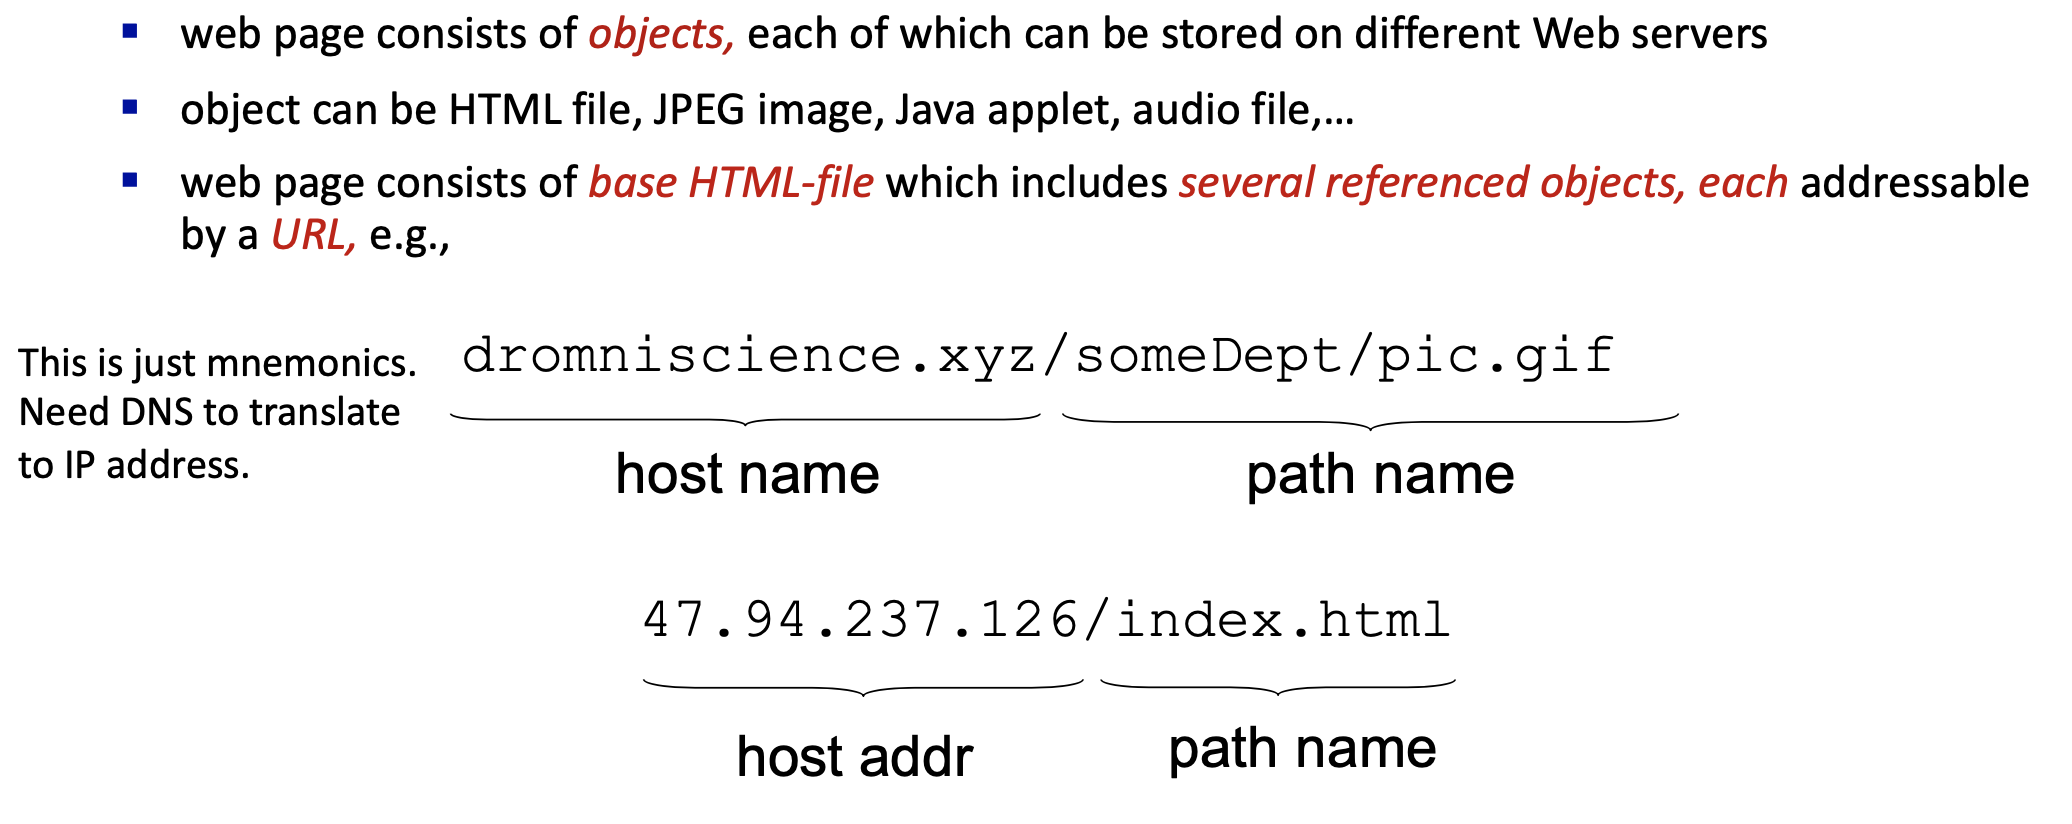 ▪ web page consists of objects, each of which can be stored on different Web servers
▪ object can be HTML file, JPEG image, Java applet, audio file,...
▪ web page consists of base HTML-file which includes several referenced objects, each addressable
by a URL, e.g.,
This is just mnemonics.
Need DNS to translate
to IP address.
dromniscience.xyz/someDept/pic.gif
host name
path name
47.94.237.126/index.html
host addr
path name